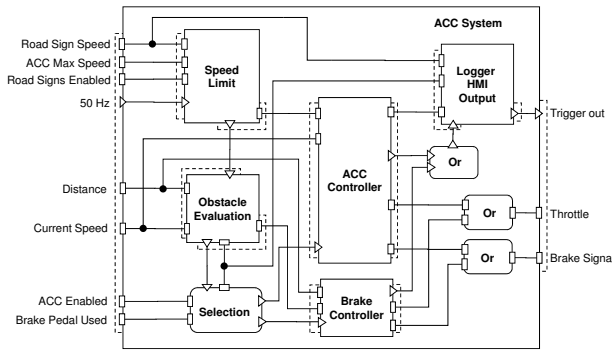 ACC System
Road Sign Speed
ACC Max Speed
Road Signs Enabled
50 Hz
Speed
Limit
Logger
HMI
Output
Trigger out
Or
ACC
Controller
Distance
Obstacle
Evaluation
Current Speed
Or
Throttle
Or
Brake Signa
ACC Enabled
Brake Pedal Used
Selection
Brake
Controller